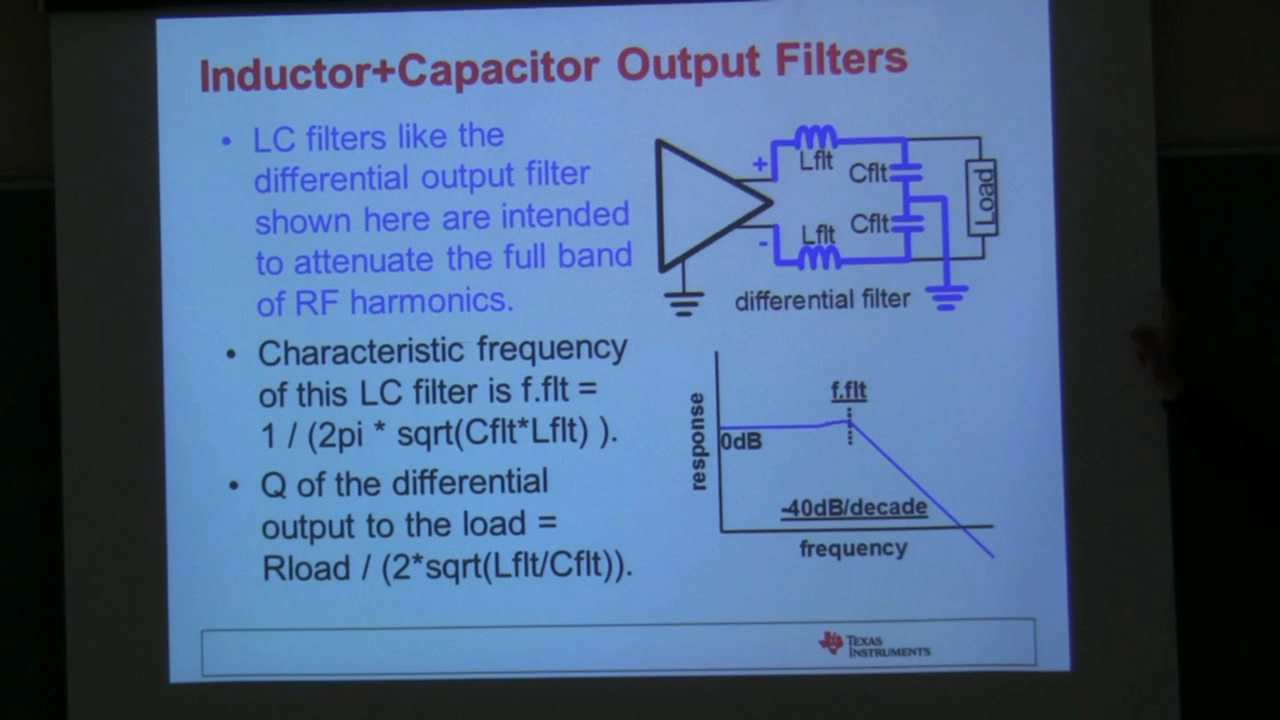 Inductor+Capacitor Output Filters
• LC filters like the
differential output filter
shown here are intended
to attenuate the full band
of RF harmonics.
• Characteristic frequency
of this LC filter is f.flt =
1 / (2pi * sqrt(Cflt*Lflt) ).
• Q of the differential
output to the load =
Rload / (2*sqrt(Lflt/Cflt)).
+
Lflt
Cflt
Load
Cflt
Lflt
-
differential filter
response
f.flt
0dB
-40dB/decade
frequency
TEXAS
INSTRUMENTS